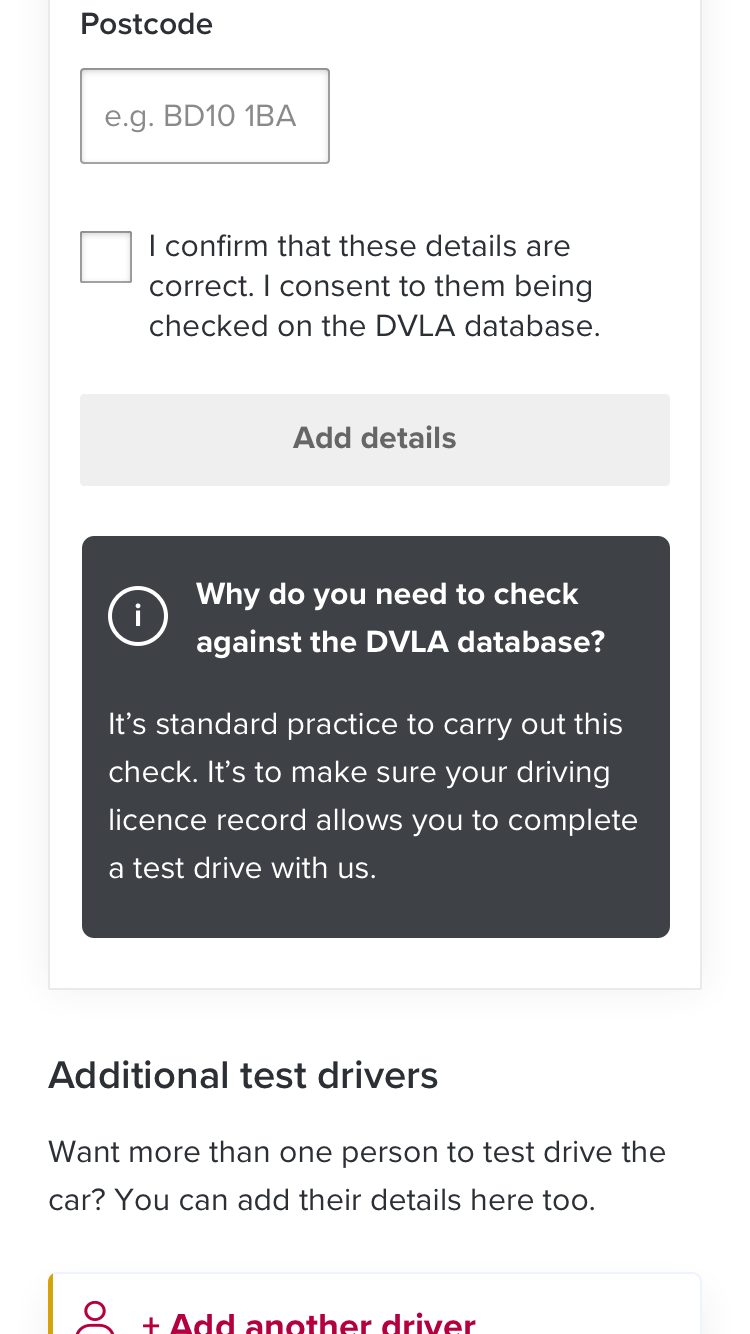 Postcode
e.g. BD10 1BA
I confirm that these details are
correct. I consent to them being
checked on the DVLA database.
Add details
i
Why do you need to check
against the DVLA database?
It’s standard practice to carry out this
check. It’s to make sure your driving
licence record allows you to complete
a test drive with us.
Additional test drivers
Want more than one person to test drive the
car? You can add their details here too.
+ Add another driver